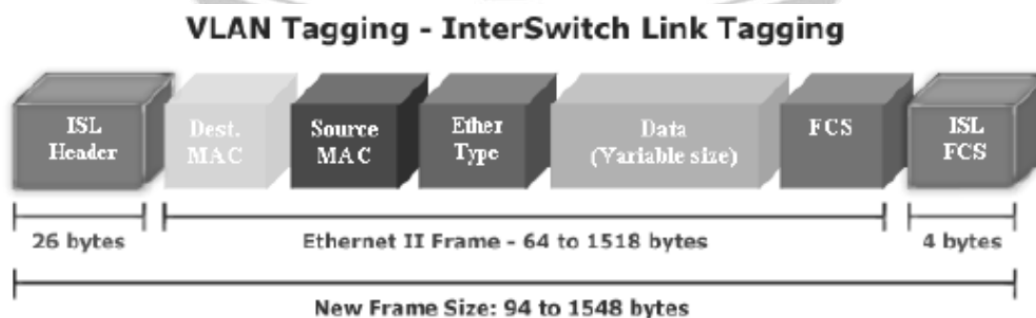 VLAN Tagging - InterSwitch Link Tagging
ISL
Header
Dest.
MAC
Source
MAC
Ether
Type
Data
(Variable size)
FCS
ISL
FCS
26 bytes
Ethernet II Frame - 64 to 1518 bytes
4 bytes
New Frame Size: 94 to 1548 bytes